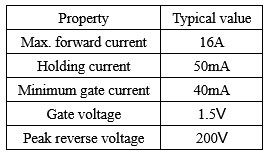 Property Typical value
Max. forward current 16A
Holding current 50mA
Minimum gate current 40mA
Gate voltage 1.5V
Peak reverse voltage 200V